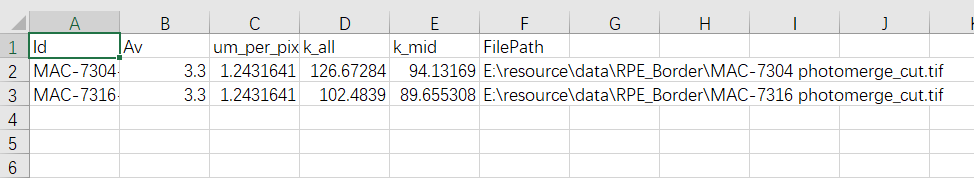 A B C D E F G H I J
1 Id Av um_per_pix k_all k_mid FilePath
2 MAC-7304- 3.3 1.2431641 126.67284 94.13169 E:\resource\data\RPE_Border\MAC-7304 photomerge_cut.tif
3 MAC-7316- 3.3 1.2431641 102.4839 89.655308 E:\resource\data\RPE_Border\MAC-7316 photomerge_cut.tif
4
5
6